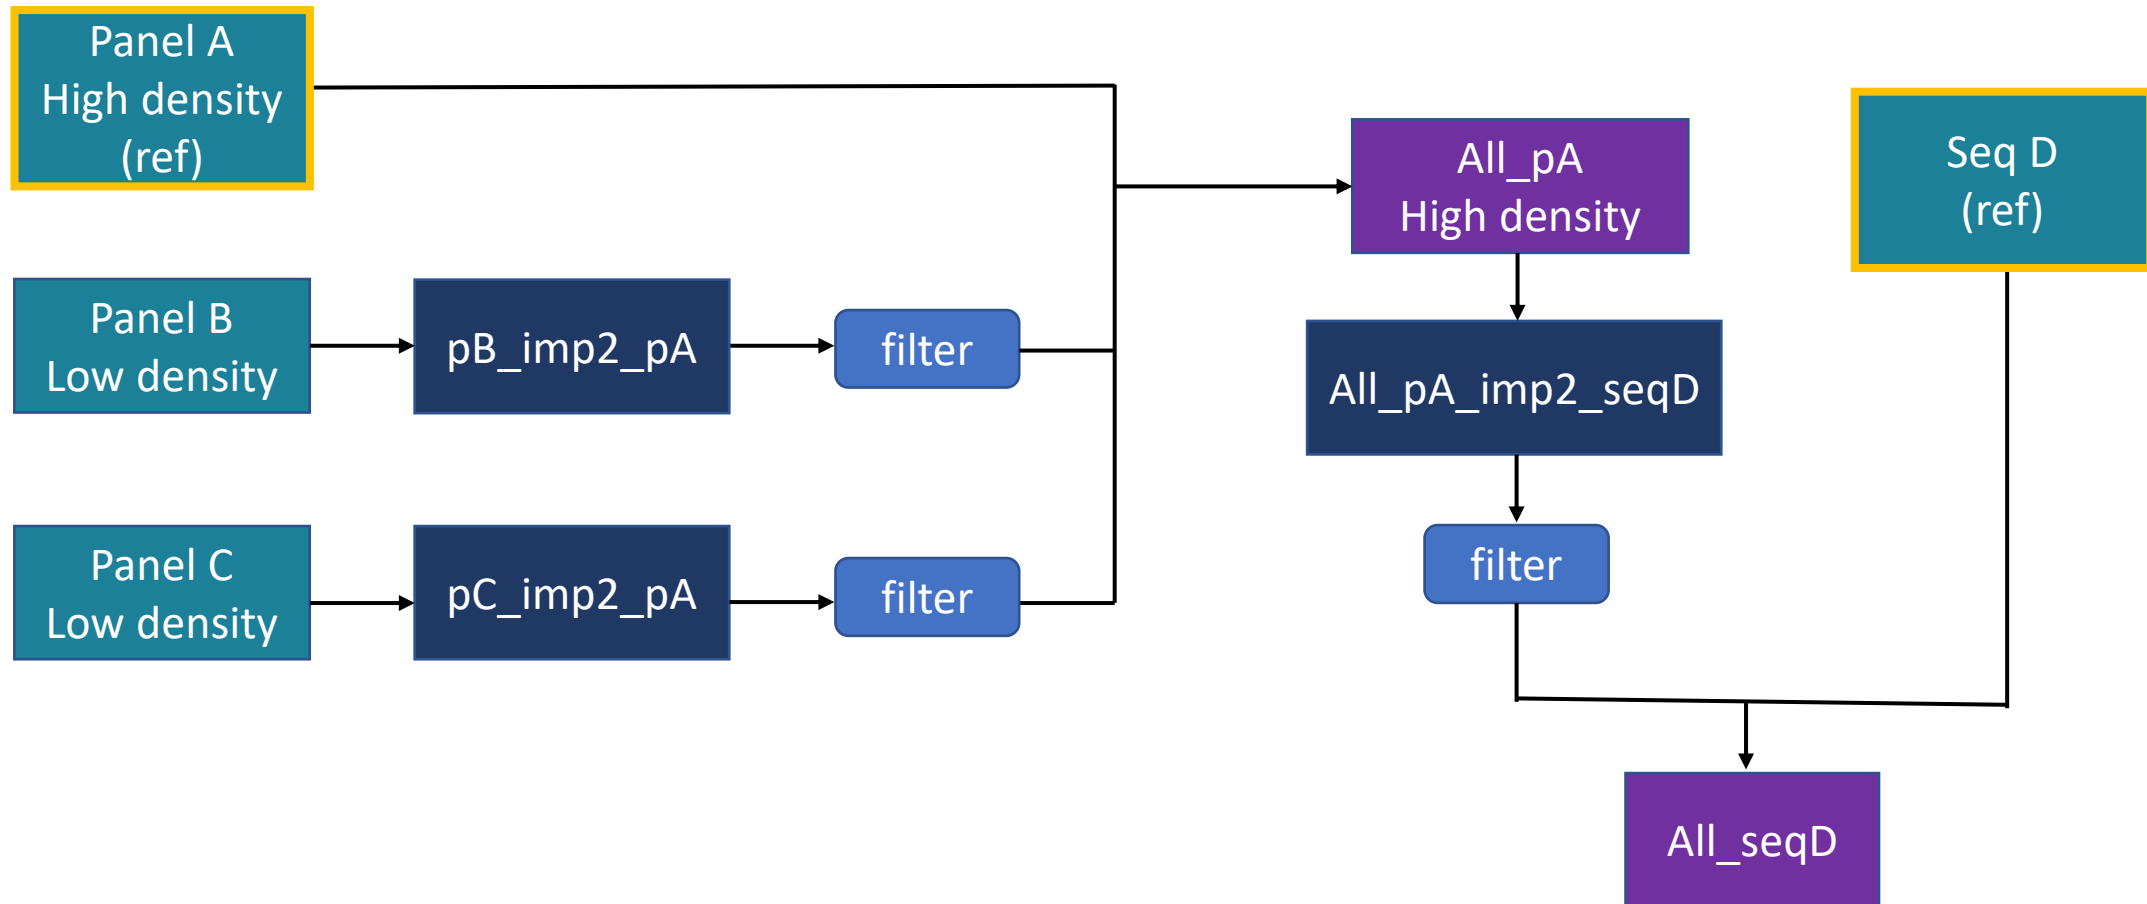 Panel A
High density
(ref)
Panel B
Low density
pB_imp2_pA
filter
Panel C
Low density
pC_imp2_pA
filter
All_pA
High density
All_pA_imp2_seqD
filter
Seq D
(ref)
All_seqD